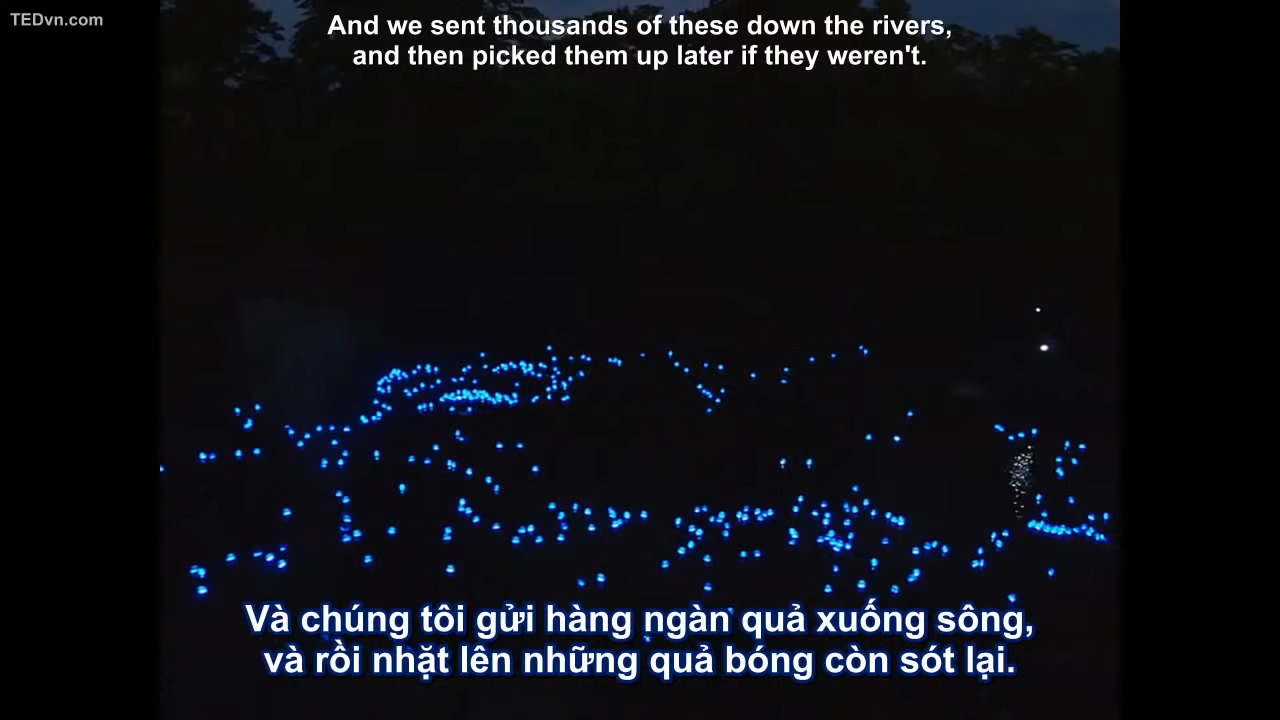 TEDvn.com
And we sent thousands of these down the rivers,
and then picked them up later if they weren't.
Và chúng tôi gửi hàng ngàn quả xuống sông,
và rồi nhặt lên những quả bóng còn sót lại.